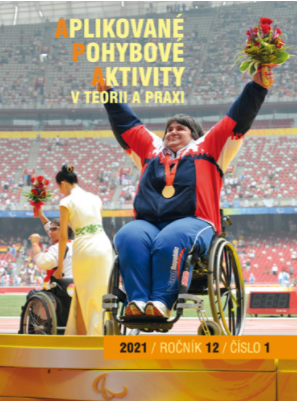 APLIKOVANÉ
POHYBOVÉ
AKTIVITY
V TEORII A PRAXI
2021 / ROČNÍK 12 / ČÍSLO 1